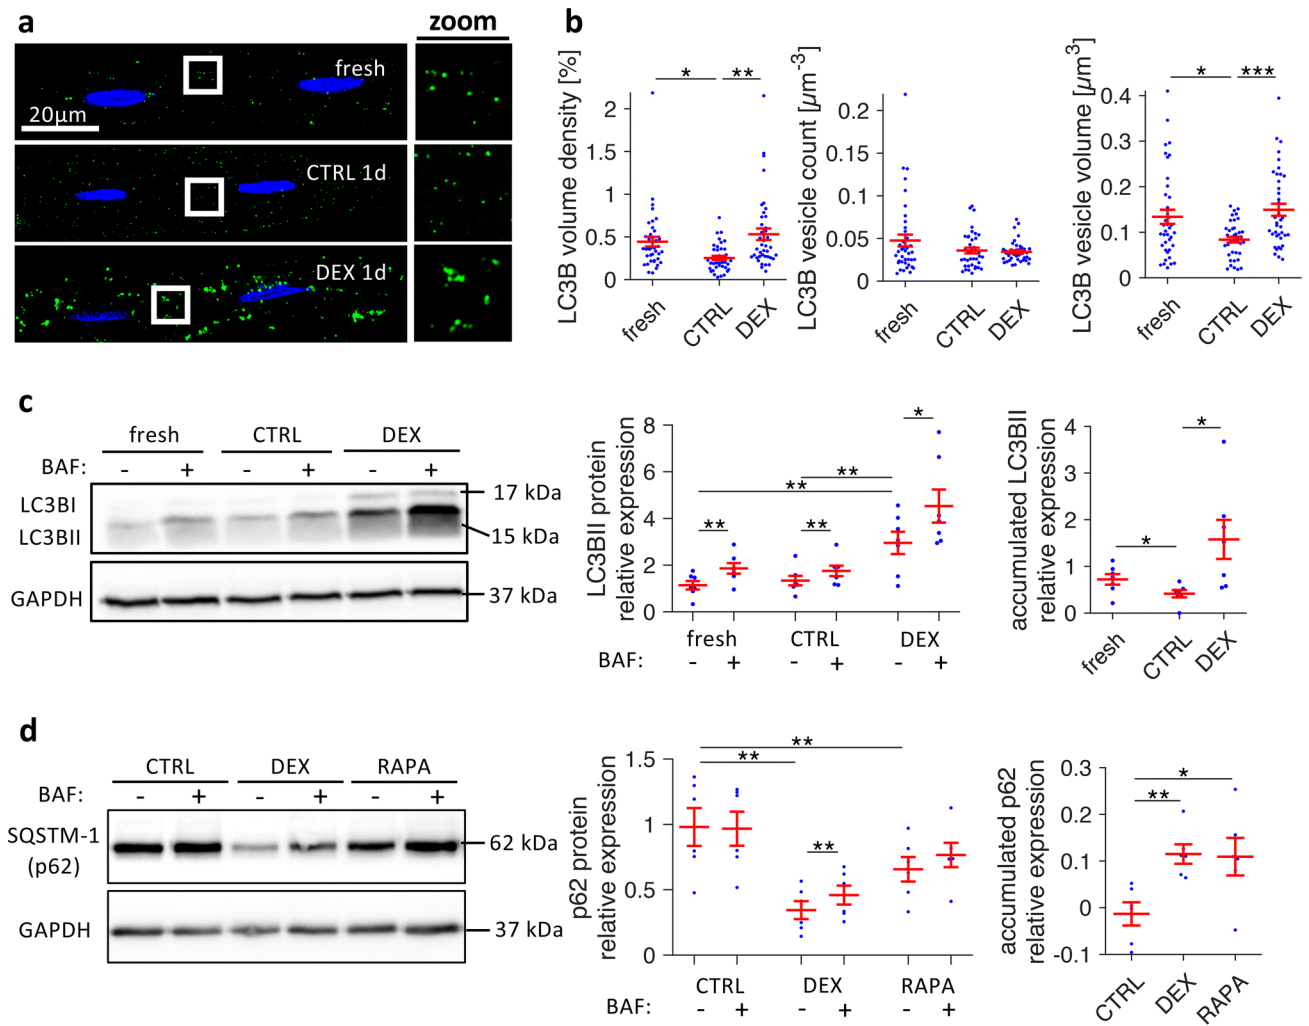 a
zoom
fresh
20µm
CTRL 1d
DEX 1d
b
LC3B volume density [%]
2
1.5
1
0.5
0
* **
fresh
CTRL
DEX
LC3B vesicle count [µm-3]
0.2
0.15
0.1
0.05
0
fresh
CTRL
DEX
LC3B vesicle volume [µm3]
0.4
0.3
0.2
0.1
0
* ***
fresh
CTRL
DEX
c
fresh CTRL DEX
BAF: - + - + - +
LC3BI
LC3BII
17 kDa
15 kDa
GAPDH
37 kDa
LC3BII protein
relative expression
8
6
4
2
0
** ** ** ** *
fresh CTRL DEX
BAF: - + - + - +
accumulated LC3BII
relative expression
4
3
2
1
0
* *
fresh
CTRL
DEX
d
CTRL DEX RAPA
BAF: - + - + - +
SQSTM-1
(p62)
62 kDa
GAPDH
37 kDa
p62 protein
relative expression
1.5
1
0.5
0
** ** **
CTRL DEX RAPA
BAF: - + - + - +
accumulated p62
relative expression
0.3
0.2
0.1
0
-0.1
** *
CTRL
DEX
RAPA